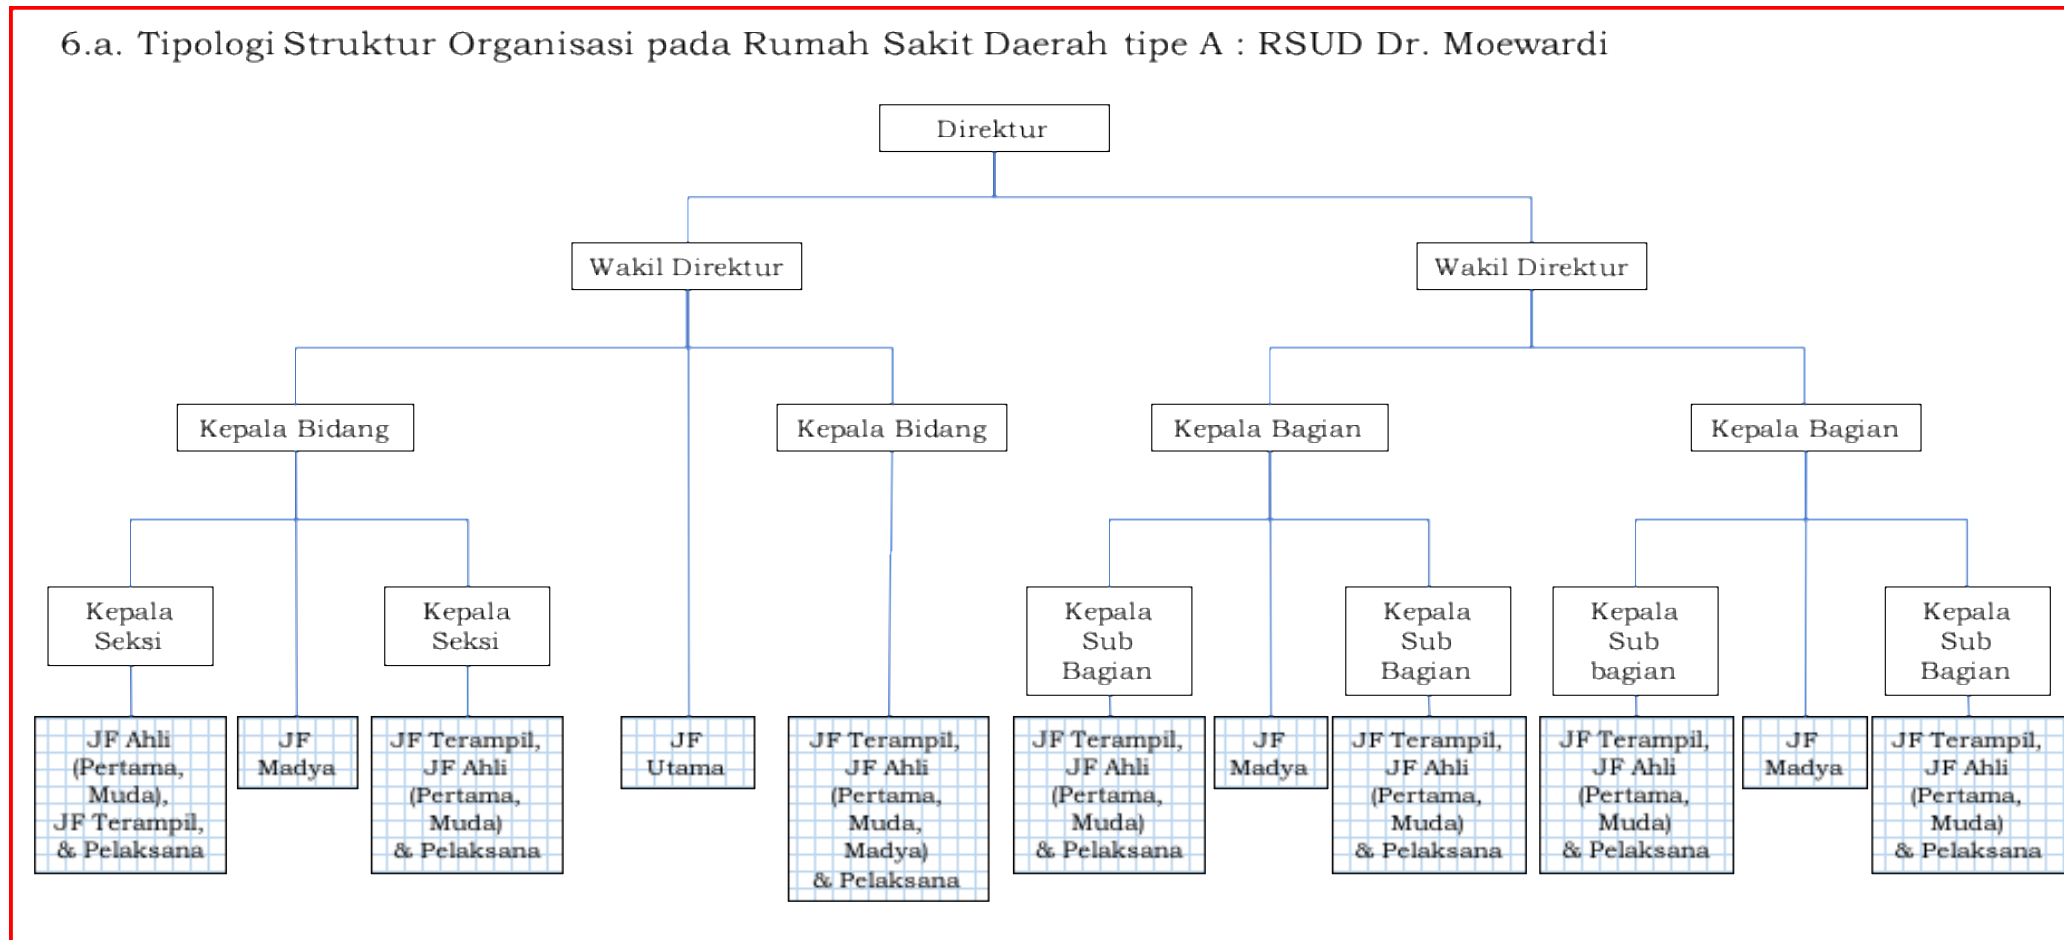 6.a. Tipologi Struktur Organisasi pada Rumah Sakit Daerah tipe A : RSUD Dr. Moewardi
Direktur
Wakil Direktur
Wakil Direktur
Kepala Bidang
Kepala Bidang
Kepala Bagian
Kepala Bagian
Kepala
Seksi
Kepala
Seksi
Kepala
Sub
Bagian
Kepala
Sub
Bagian
Kepala
Sub
bagian
Kepala
Sub
Bagian
JF Ahli
(Pertama,
Muda),
JF Terampil,
& Pelaksana
JF
Madya
JF Terampil,
JF Ahli
(Pertama,
Muda)
& Pelaksana
JF
Utama
JF Terampil,
JF Ahli
(Pertama,
Muda,
Madya)
& Pelaksana
JF Terampil,
JF Ahli
(Pertama,
Muda)
& Pelaksana
JF
Madya
JF Terampil,
JF Ahli
(Pertama,
Muda)
& Pelaksana
JF Terampil,
JF Ahli
(Pertama,
Muda)
& Pelaksana
JF
Madya
JF Terampil,
JF Ahli
(Pertama,
Muda)
& Pelaksana